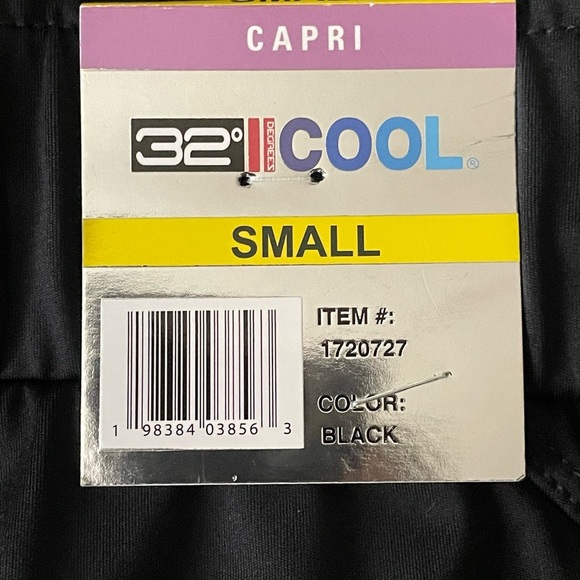 CAPRI
32° DEGREES COOL®
SMALL
ITEM #:
1720727
COLOR:
BLACK
1 98384 03856 3